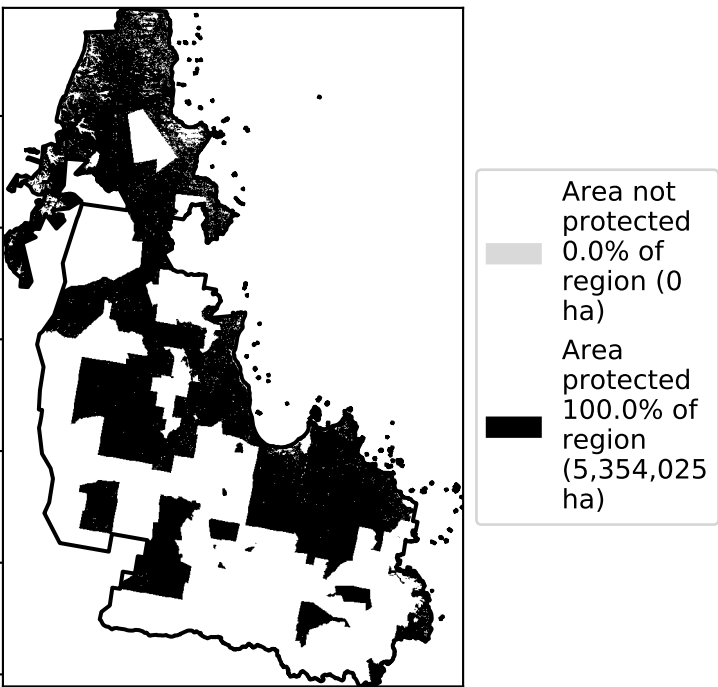 Area not
protected
0.0% of
region (0
ha)
Area
protected
100.0% of
region
(5,354,025
ha)